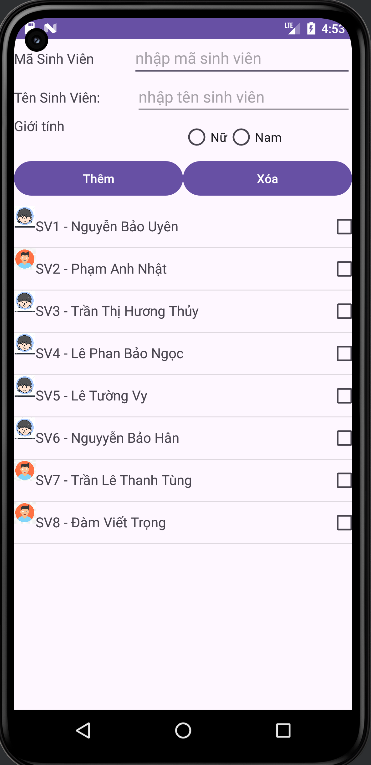 LTE 4:53
Mã Sinh Viên nhập mã sinh viên
Tên Sinh Viên: nhập tên sinh viên
Giới tính
Nữ Nam
Thêm Xóa
SV1 - Nguyễn Bảo Uyên
SV2 - Phạm Anh Nhật
SV3 - Trần Thị Hương Thủy
SV4 - Lê Phan Bảo Ngọc
SV5 - Lê Tường Vy
SV6 - Nguyyễn Bảo Hân
SV7 - Trần Lê Thanh Tùng
SV8 - Đàm Viết Trọng